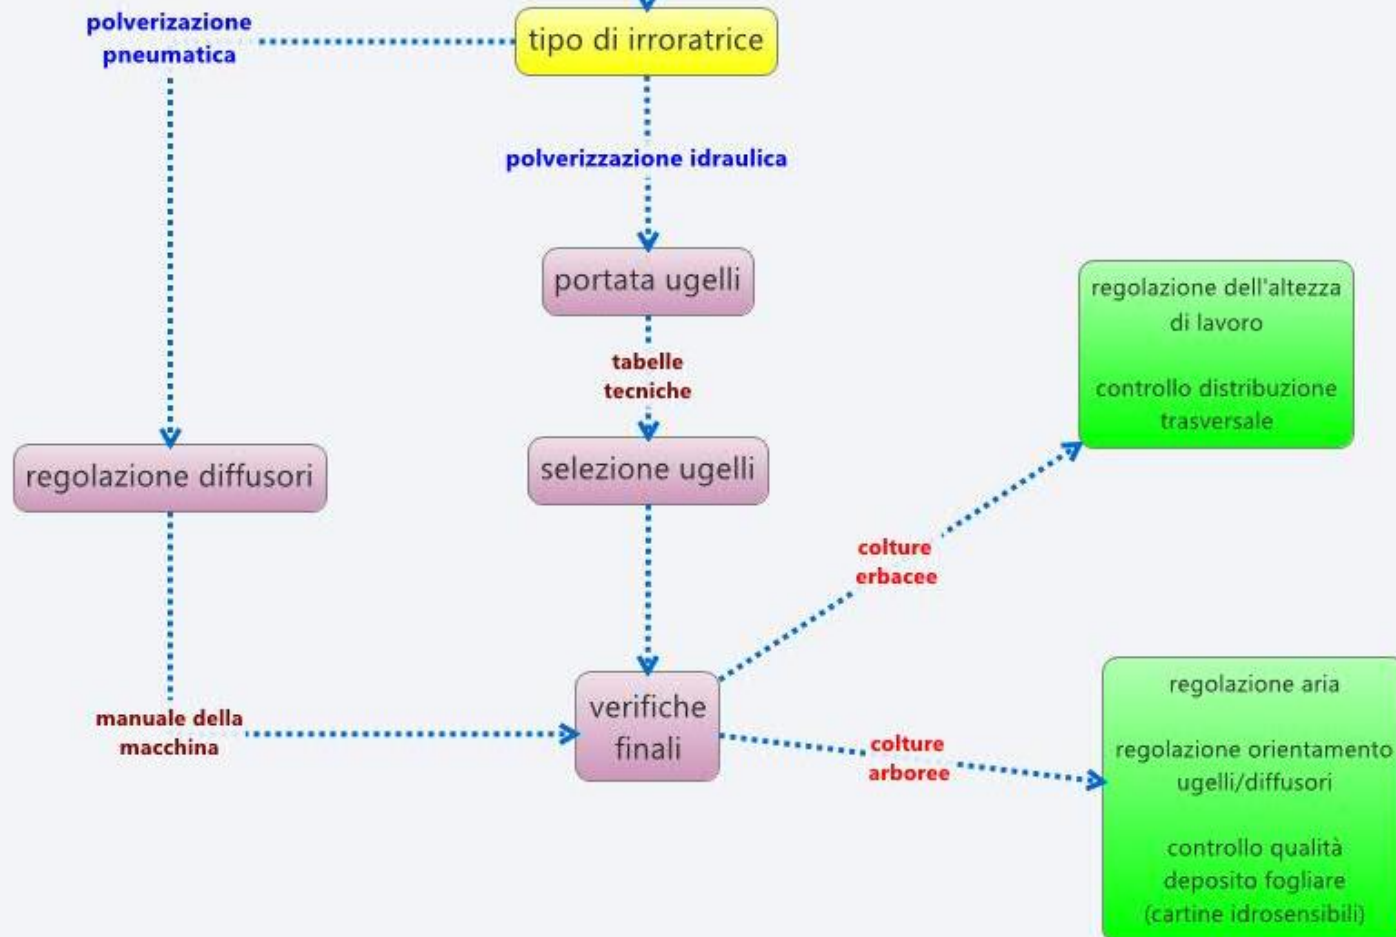 polverizazione
pneumatica
tipo di irroratrice
polverizzazione idraulica
portata ugelli
tabelle
tecniche
selezione ugelli
regolazione diffusori
manuale della
macchina
verifiche
finali
colture
erbacee
regolazione dell'altezza
di lavoro
controllo distribuzione
trasversale
colture
arboree
regolazione aria
regolazione orientamento
ugelli/diffusori
controllo qualità
deposito fogliare
(cartine idrosensibili)